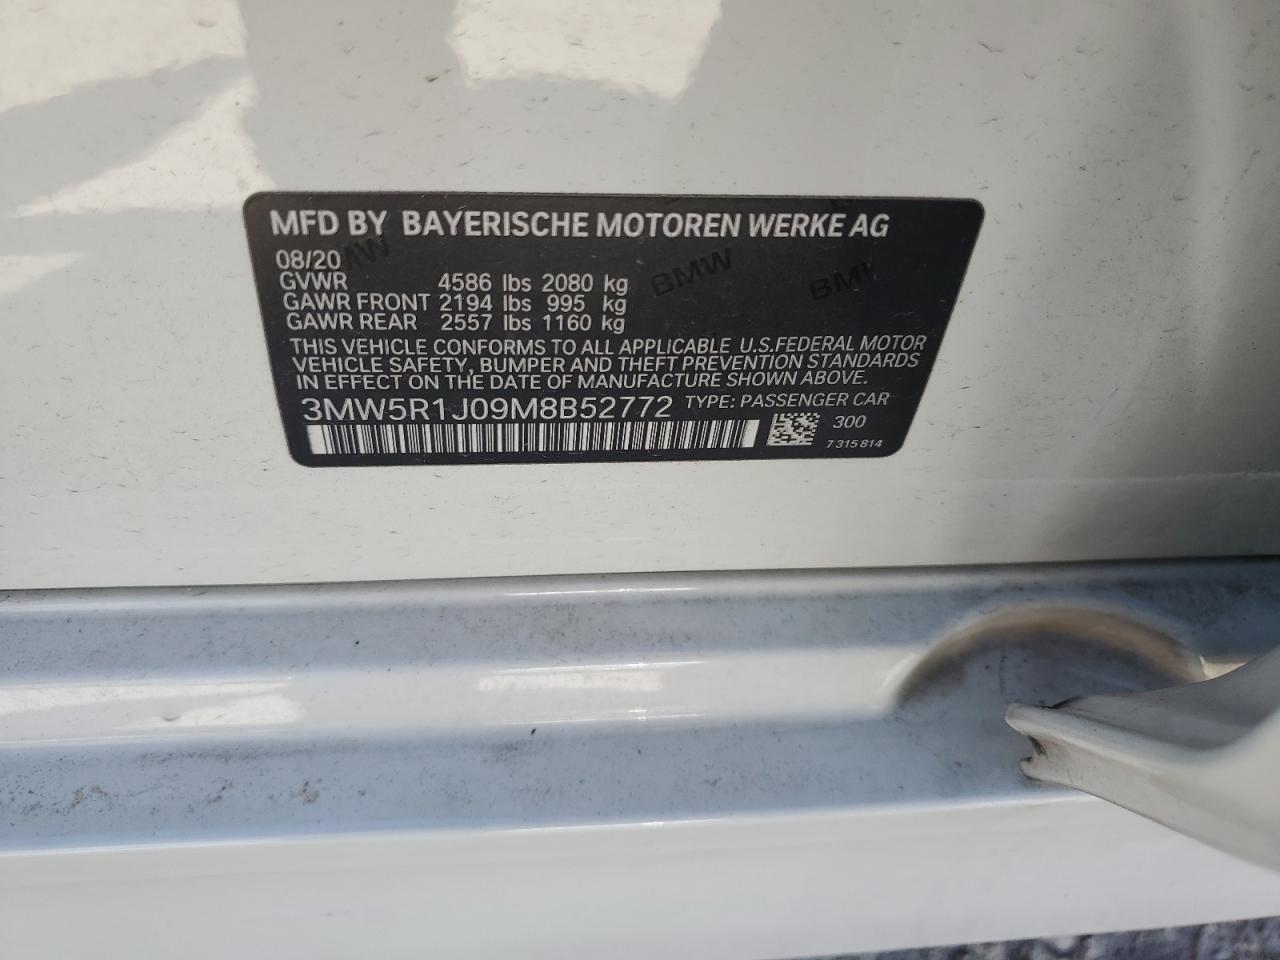 MFD BY BAYERISCHE MOTOREN WERKE AG
08/20
GVWR 4586 lbs 2080 kg
GAWR FRONT 2194 lbs 995 kg
GAWR REAR 2557 lbs 1160 kg
THIS VEHICLE CONFORMS TO ALL APPLICABLE U.S.FEDERAL MOTOR
VEHICLE SAFETY, BUMPER AND THEFT PREVENTION STANDARDS
IN EFFECT ON THE DATE OF MANUFACTURE SHOWN ABOVE.
3MW5R1J09M8B52772 TYPE: PASSENGER CAR
300
7 315 814
BMW